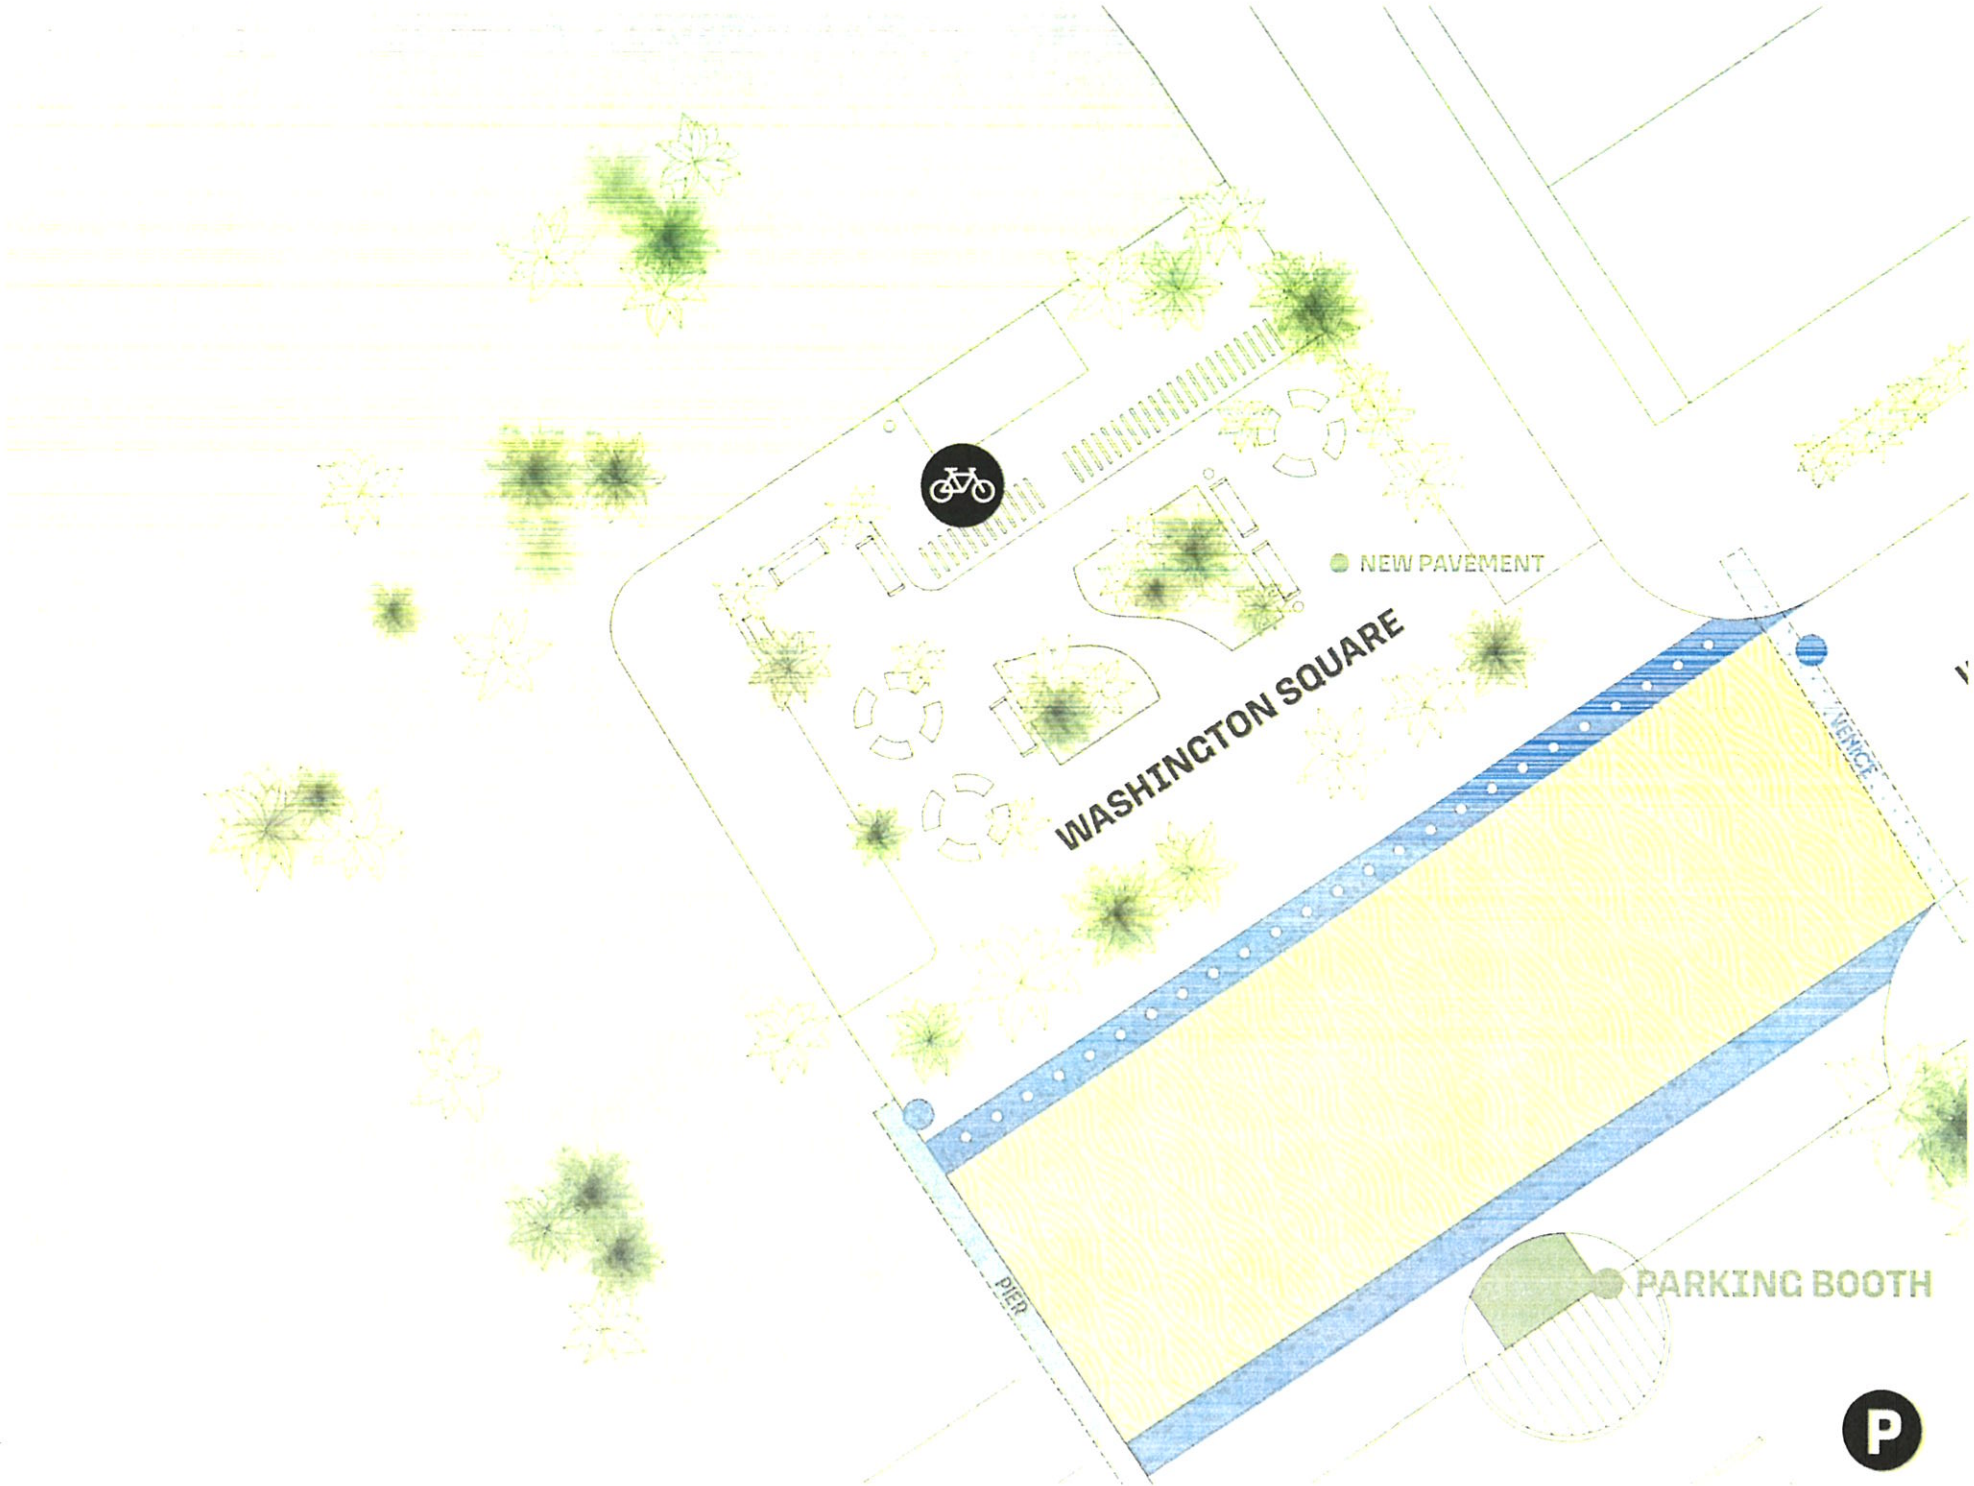 NEW PAVEMENT
WASHINGTON SQUARE
VENICE
PIER
PARKING BOOTH
P